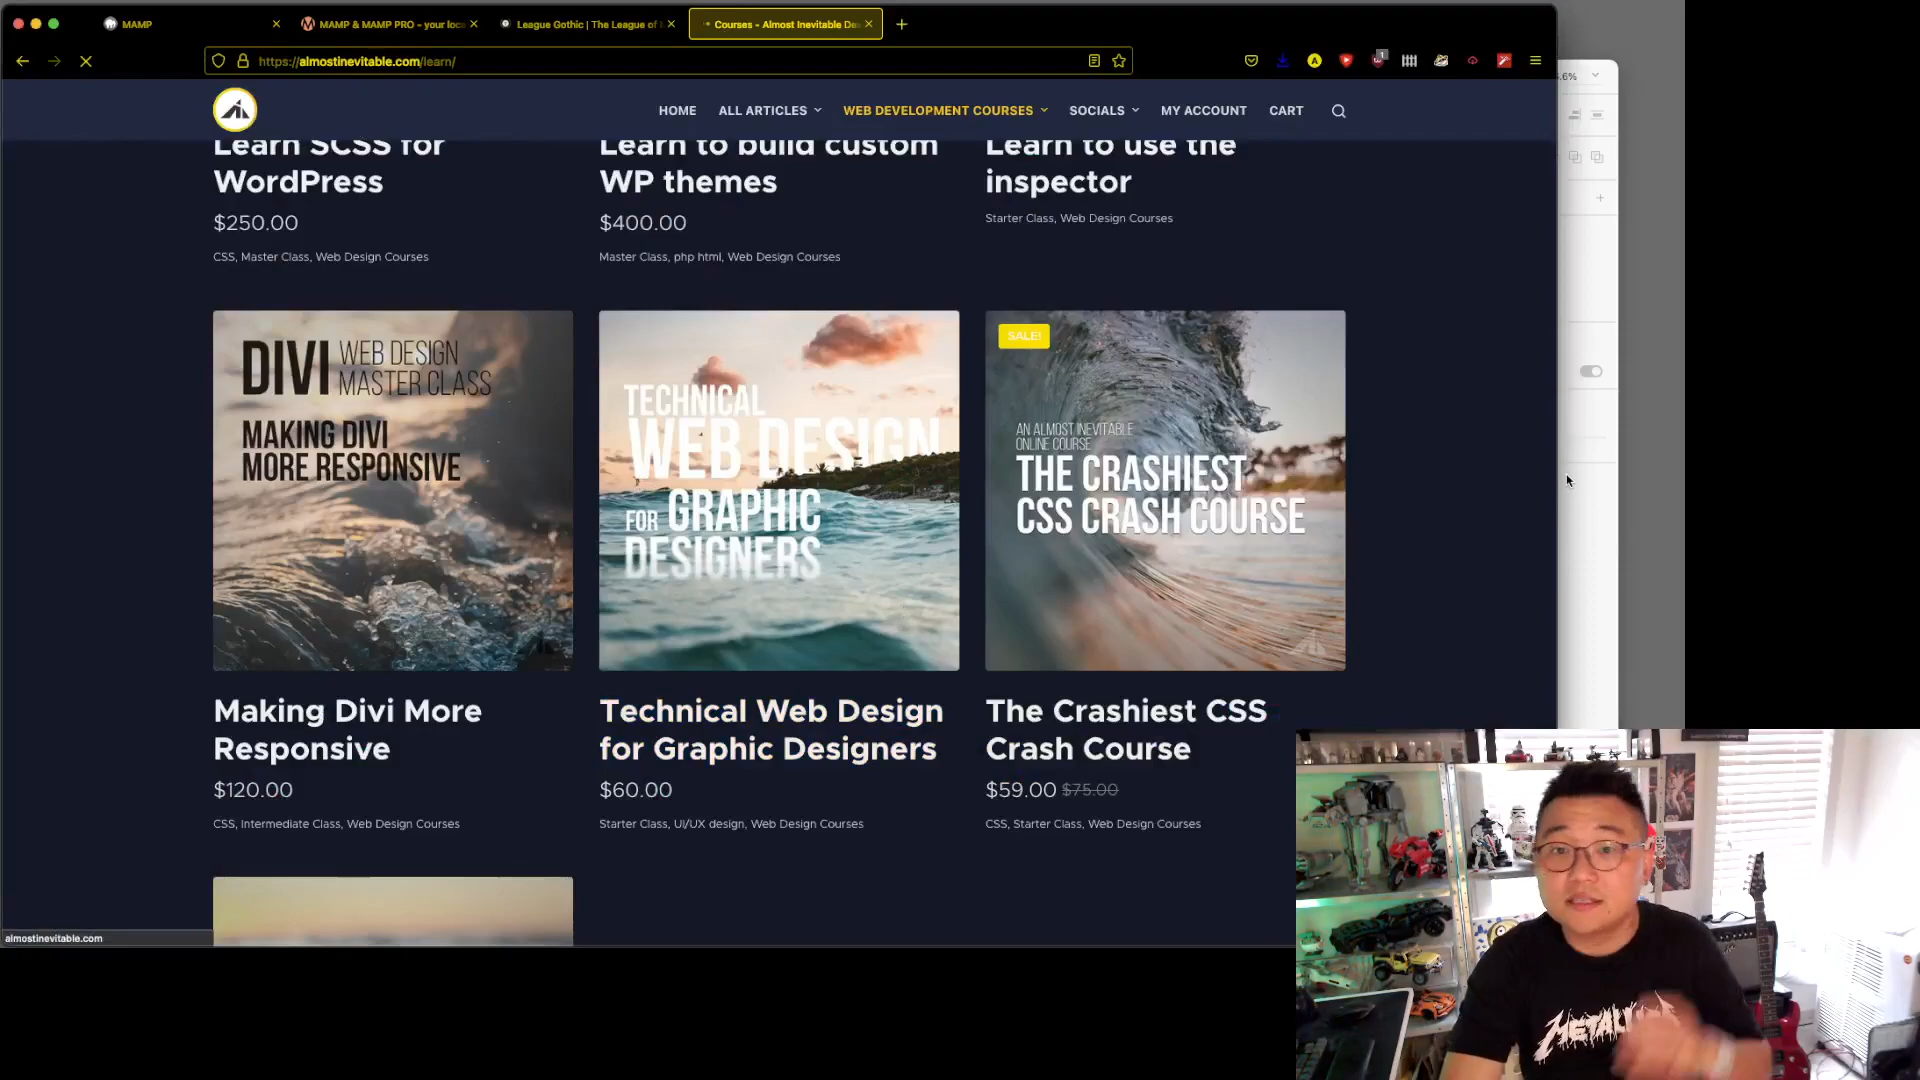 MAMP
MAMP & MAMP PRO - your loc
League Gothic | The League of
Courses - Almost Inevitable De
https://almostinevitable.com/learn/
1
.6%
HOME
ALL ARTICLES
WEB DEVELOPMENT COURSES
SOCIALS
MY ACCOUNT
CART
Learn SCSS for
WordPress
$250.00
CSS, Master Class, Web Design Courses
Learn to build custom
WP themes
$400.00
Master Class, php html, Web Design Courses
Learn to use the
inspector
Starter Class, Web Design Courses
DIVI WEB DESIGN
MASTER CLASS
MAKING DIVI
MORE RESPONSIVE
TECHNICAL
WEB DESIGN
FOR GRAPHIC
DESIGNERS
SALE!
AN ALMOST INEVITABLE
ONLINE COURSE
THE CRASHIEST
CSS CRASH COURSE
Making Divi More
Responsive
$120.00
CSS, Intermediate Class, Web Design Courses
Technical Web Design
for Graphic Designers
$60.00
Starter Class, UI/UX design, Web Design Courses
The Crashiest CSS
Crash Course
$59.00 $75.00
CSS, Starter Class, Web Design Courses
almostinevitable.com